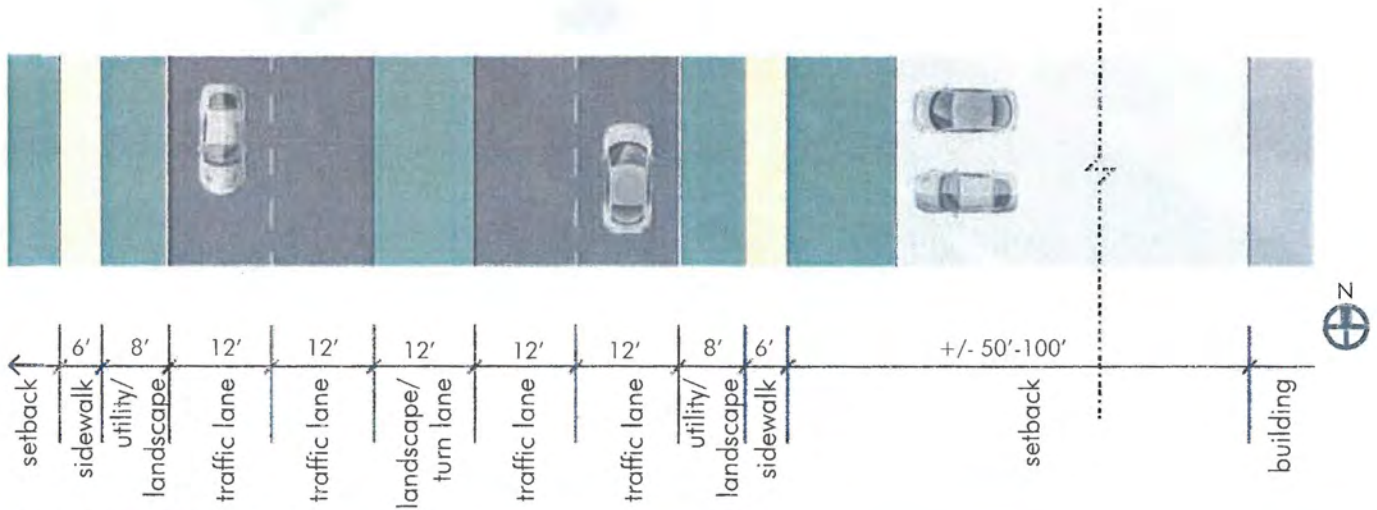 N
6' 8' 12' 12' 12' 12' 12' 8' 6' +/- 50'-100'
setback
sidewalk
utility/
landscape
traffic lane
traffic lane
landscape/
turn lane
traffic lane
traffic lane
utility/
landscape
sidewalk
setback
building